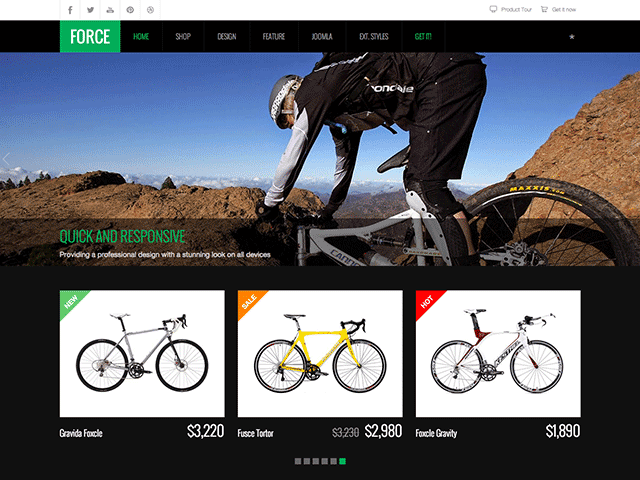 Product Tour Get it now
FORCE HOME SHOP DESIGN FEATURE JOOMLA EXT. STYLES GET IT!
MAXXIS
QUICK AND RESPONSIVE
Providing a professional design with a stunning look on all devices
NEW SALE HOT
KESTREL
Gravida Foxcle $3,220 Fusce Tortor $3,230 $2,980 Foxcle Gravity $1,890